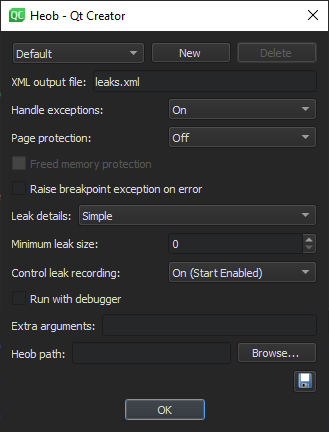 QC Heob - Qt Creator
Default New Delete
XML output file: leaks.xml
Handle exceptions: On
Page protection: Off
Freed memory protection
Raise breakpoint exception on error
Leak details: Simple
Minimum leak size: 0
Control leak recording: On (Start Enabled)
Run with debugger
Extra arguments:
Heob path: Browse...
OK